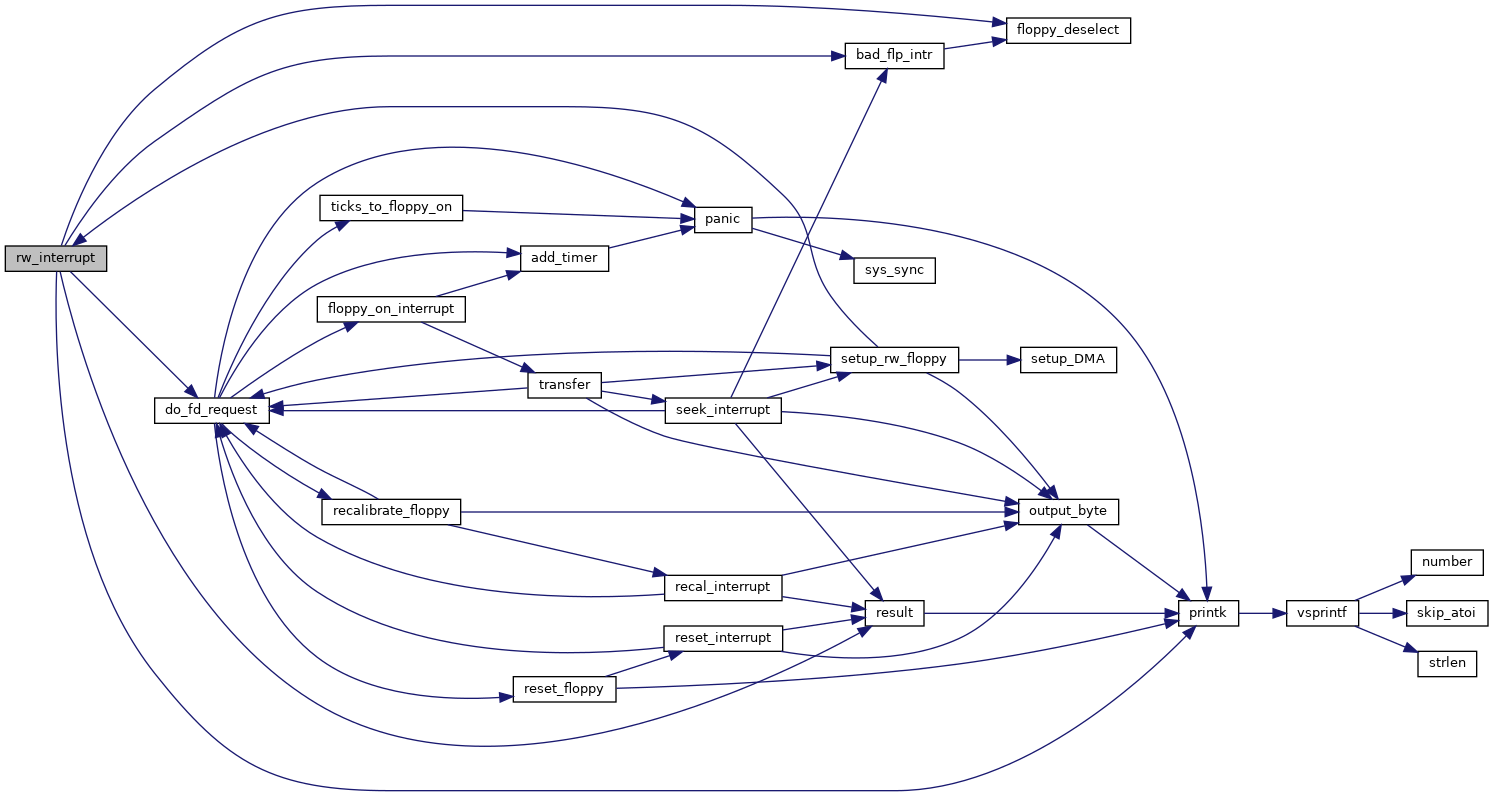 floppy_deselect
bad_flp_intr
ticks_to_floppy_on
panic
rw_interrupt
add_timer
sys_sync
floppy_on_interrupt
setup_rw_floppy
setup_DMA
transfer
do_fd_request
seek_interrupt
recalibrate_floppy
output_byte
number
recal_interrupt
result
printk
vsprintf
skip_atoi
reset_interrupt
strlen
reset_floppy